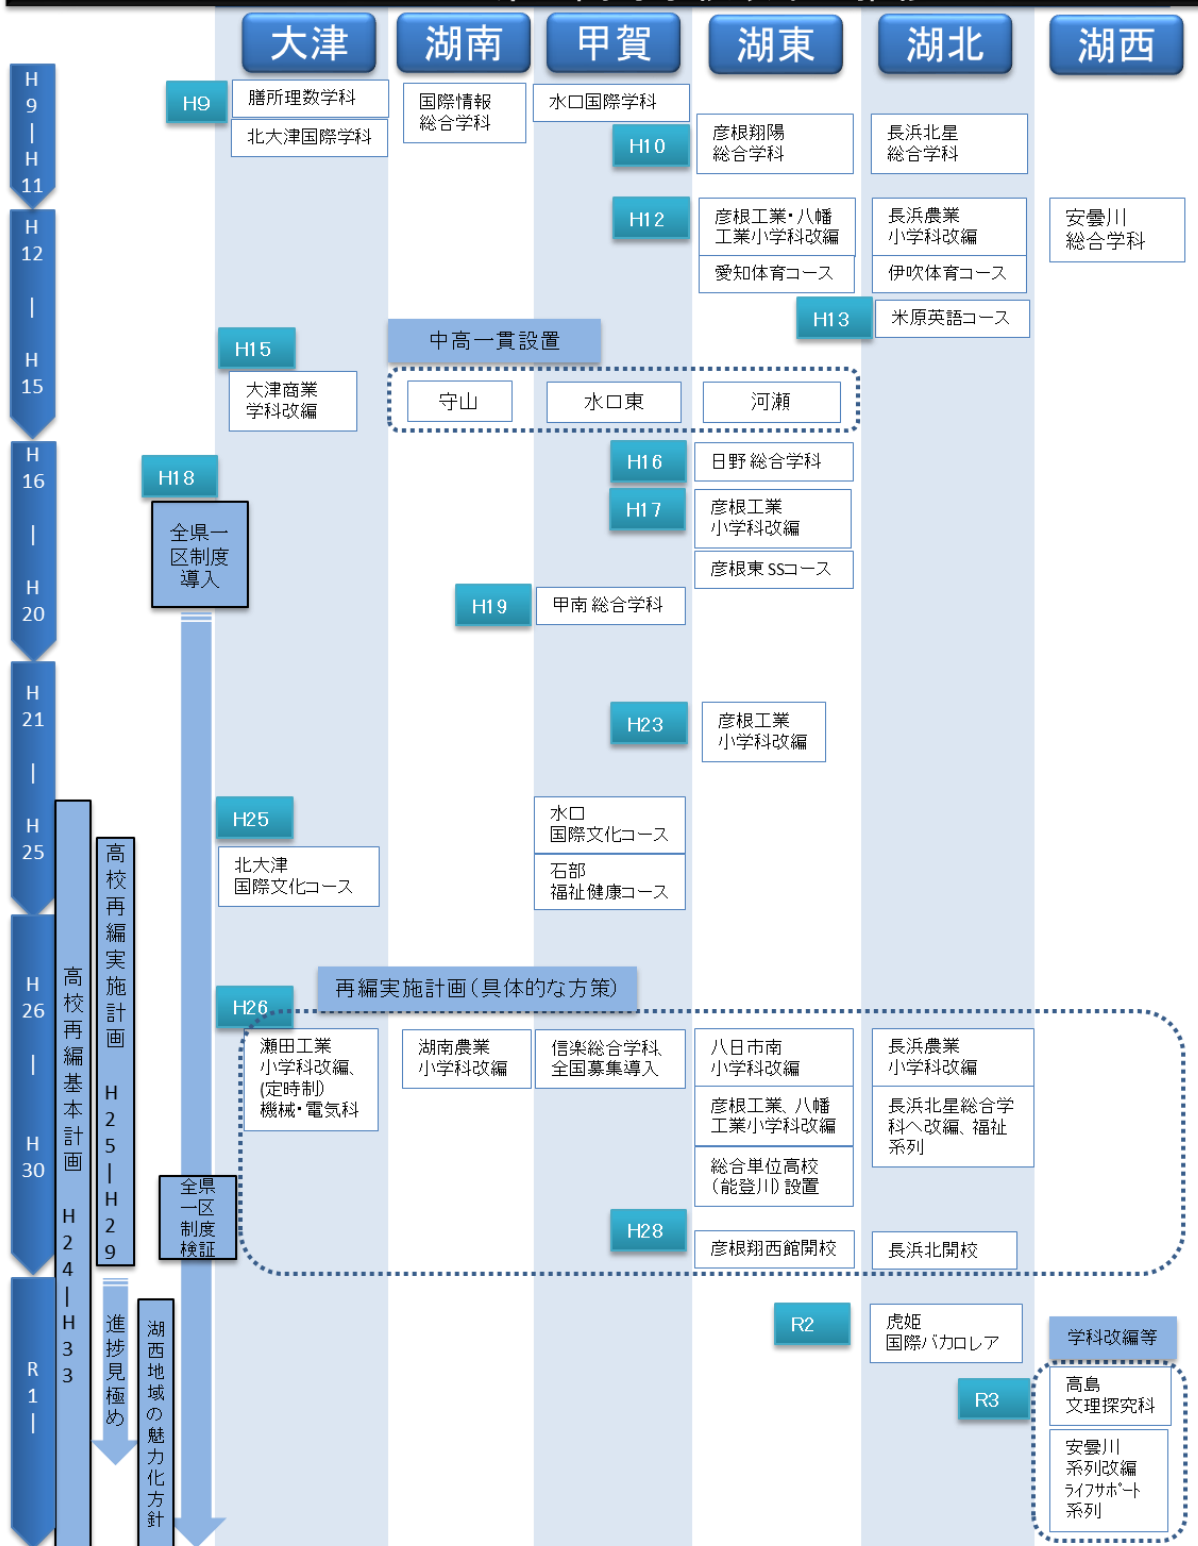 大津
湖南
甲賀
湖東
湖北
湖西
H
9
|
H
11
H9
膳所理数学科
北大津国際学科
国際情報
総合学科
水口国際学科
H10
彦根翔陽
総合学科
長浜北星
総合学科
H
12
|
H
15
H12
彦根工業・八幡
工業小学科改編
愛知体育コース
長浜農業
小学科改編
伊吹体育コース
安曇川
総合学科
H13
米原英語コース
H15
大津商業
学科改編
中高一貫設置
守山
水口東
河瀬
H
16
|
H
20
H16
日野総合学科
H18
全県一
区制度
導入
H17
彦根工業
小学科改編
彦根東SSコース
H19
甲南総合学科
H
21
|
H
25
H23
彦根工業
小学科改編
H25
北大津
国際文化コース
水口
国際文化コース
石部
福祉健康コース
高校再編基本計画 H24|H33
高校再編実施計画 H25|H29
H
26
|
H
30
再編実施計画(具体的な方策)
H26
瀬田工業
小学科改編、
(定時制)
機械・電気科
湖南農業
小学科改編
信楽総合学科、
全国募集導入
八日市南
小学科改編
彦根工業、八幡
工業小学科改編
総合単位高校
(能登川)設置
長浜農業
小学科改編
長浜北星総合学
科へ改編、福祉
系列
全県
一区
制度
検証
H28
彦根翔西館開校
長浜北開校
R
1
|
進捗見極め
湖西地域の魅力化方針
R2
虎姫
国際バカロレア
学科改編等
R3
高島
文理探究科
安曇川
系列改編
ライフサポート
系列